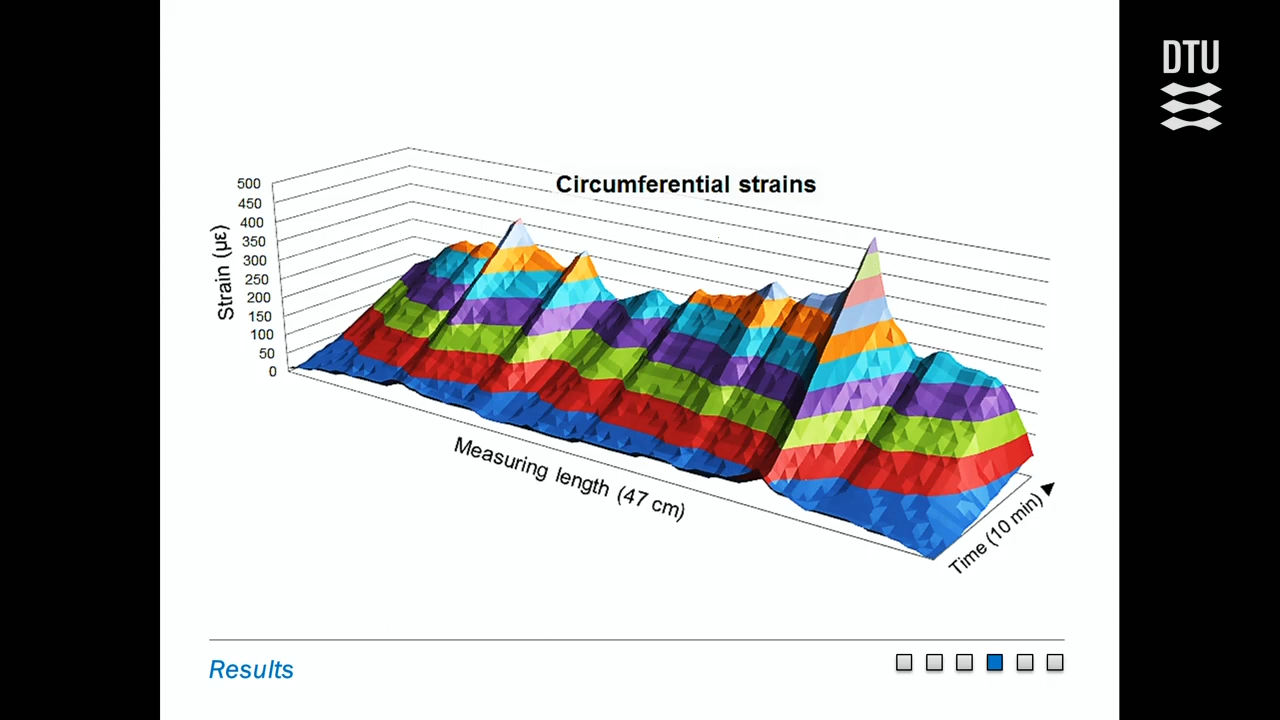 DTU
Circumferential strains
Strain (με)
500
450
400
350
300
250
200
150
100
50
0
Measuring length (47 cm)
Time (10 min)
Results